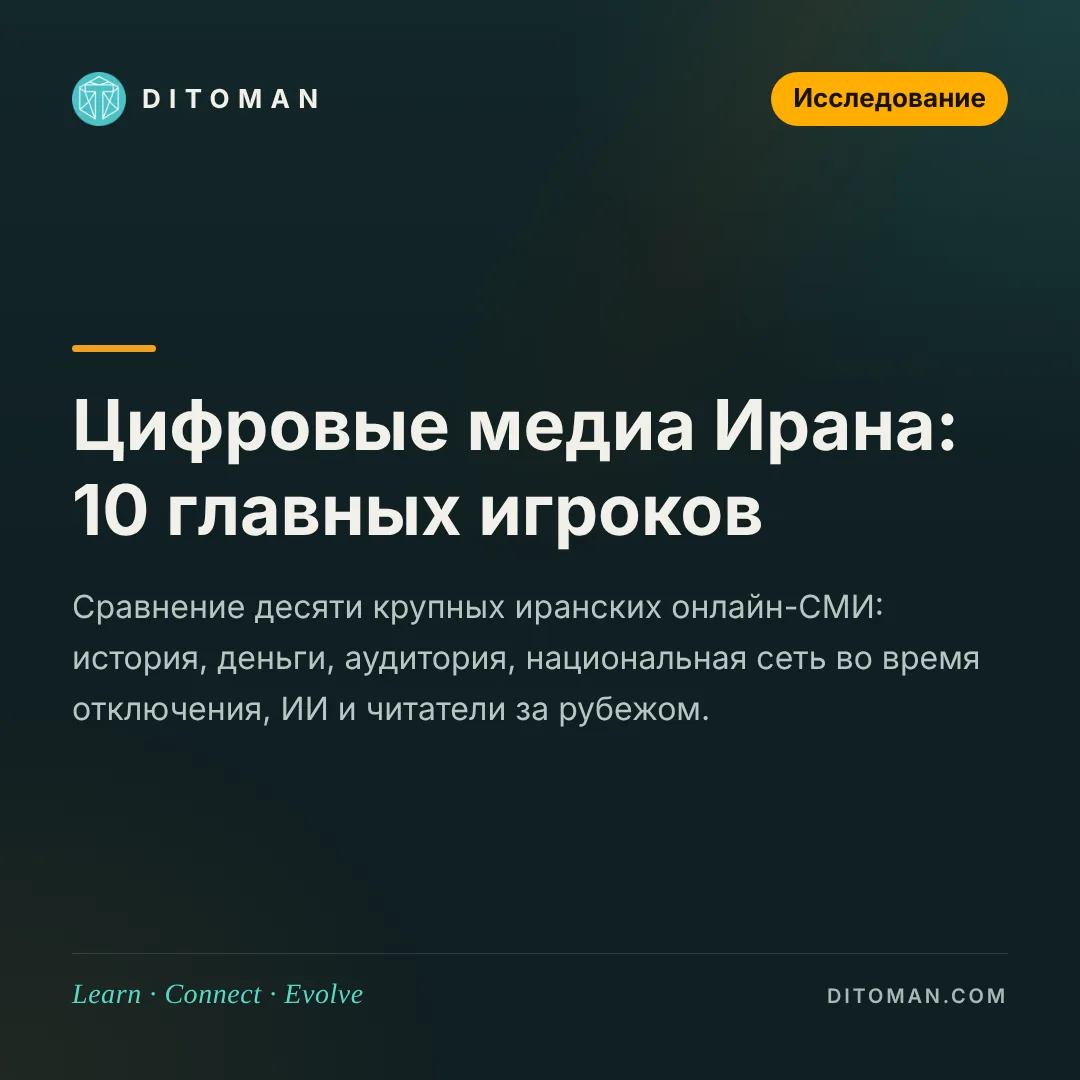 DITOMAN
Исследование
Цифровые медиа Ирана:
10 главных игроков
Сравнение десяти крупных иранских онлайн-СМИ:
история, деньги, аудитория, национальная сеть во время
отключения, ИИ и читатели за рубежом.
Learn · Connect · Evolve
DITOMAN.COM